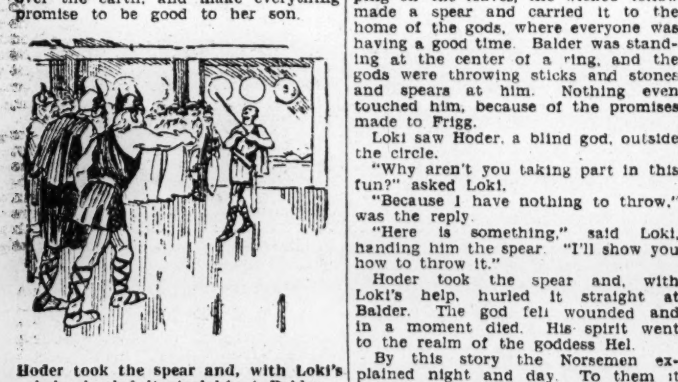 over the earth, and make everything
promise to be good to her son.
Hoder took the spear and, with Loki's
made a spear and carried it to the
home of the gods, where everyone was
having a good time. Balder was stand-
ing at the center of a ring, and the
gods were throwing sticks and stones
and spears at him. Nothing even
touched him, because of the promises
made to Frigg.
Loki saw Hoder, a blind god, outside
the circle.
"Why aren't you taking part in this
fun?" asked Loki.
"Because I have nothing to throw,"
was the reply.
"Here is something," said Loki,
handing him the spear. "I'll show you
how to throw it."
Hoder took the spear and, with
Loki's help, hurled it straight at
Balder. The god fell wounded and
in a moment died. His spirit went
to the realm of the goddess Hel.
By this story the Norsemen ex-
plained night and day. To them it